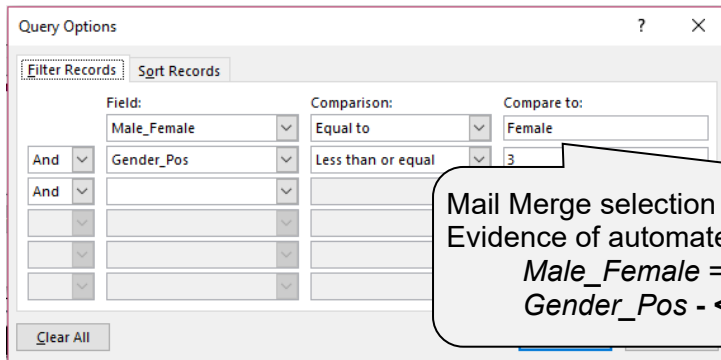 Query Options ? ×
Filter Records Sort Records
Field: Comparison: Compare to:
Male_Female Equal to Female
And Gender_Pos Less than or equal 3
And
Mail Merge selection
Evidence of
Male_Female =
Gender_Pos - <
Clear All